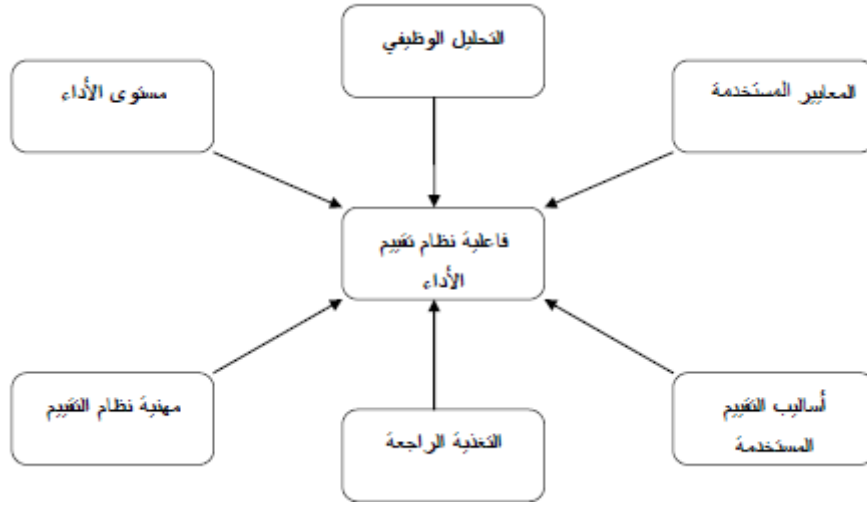 التحليل الوظيفي
المعايير المستخدمة
مستوى الأداء
فاعلية نظام تقييم
الأداء
أساليب التقييم
المستخدمة
التغذية الراجعة
مهنية نظام التقييم